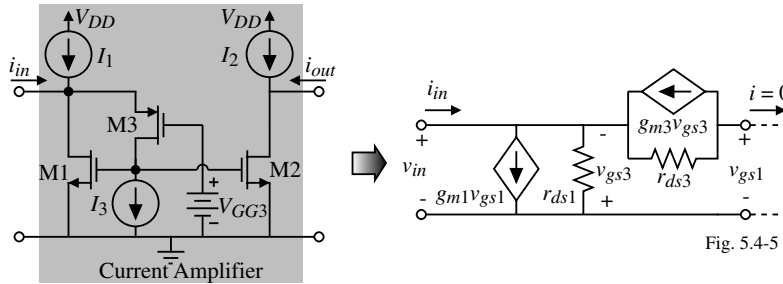 VDD
VDD
I1
I2
iin
iout
M3
M1
M2
I3
+
VGG3
-
Current Amplifier
iin
i = 0
gm3vgs3
+
-
+
vin
gm1vgs1
rds1
vgs3
rds3
vgs1
-
+
-
Fig. 5.4-5